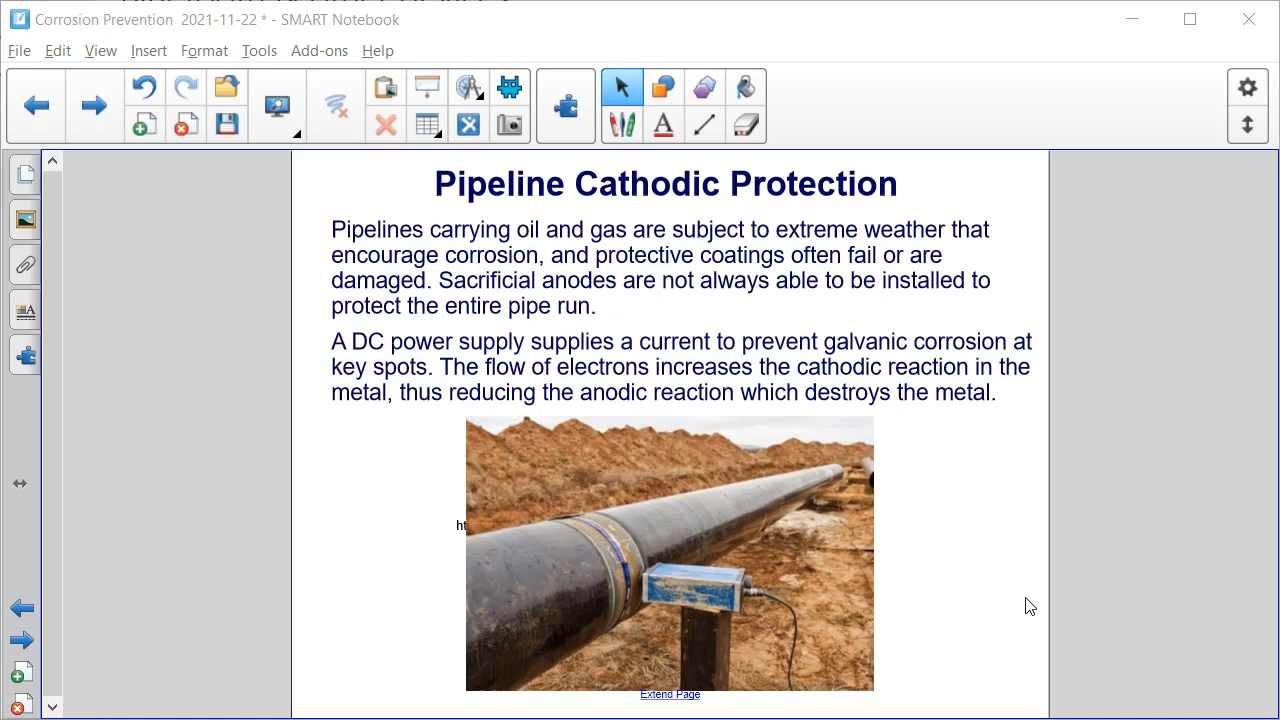 Corrosion Prevention 2021-11-22 * - SMART Notebook
File Edit View Insert Format Tools Add-ons Help
Pipeline Cathodic Protection
Pipelines carrying oil and gas are subject to extreme weather that
encourage corrosion, and protective coatings often fail or are
damaged. Sacrificial anodes are not always able to be installed to
protect the entire pipe run.
A DC power supply supplies a current to prevent galvanic corrosion at
key spots. The flow of electrons increases the cathodic reaction in the
metal, thus reducing the anodic reaction which destroys the metal.
Extend Page